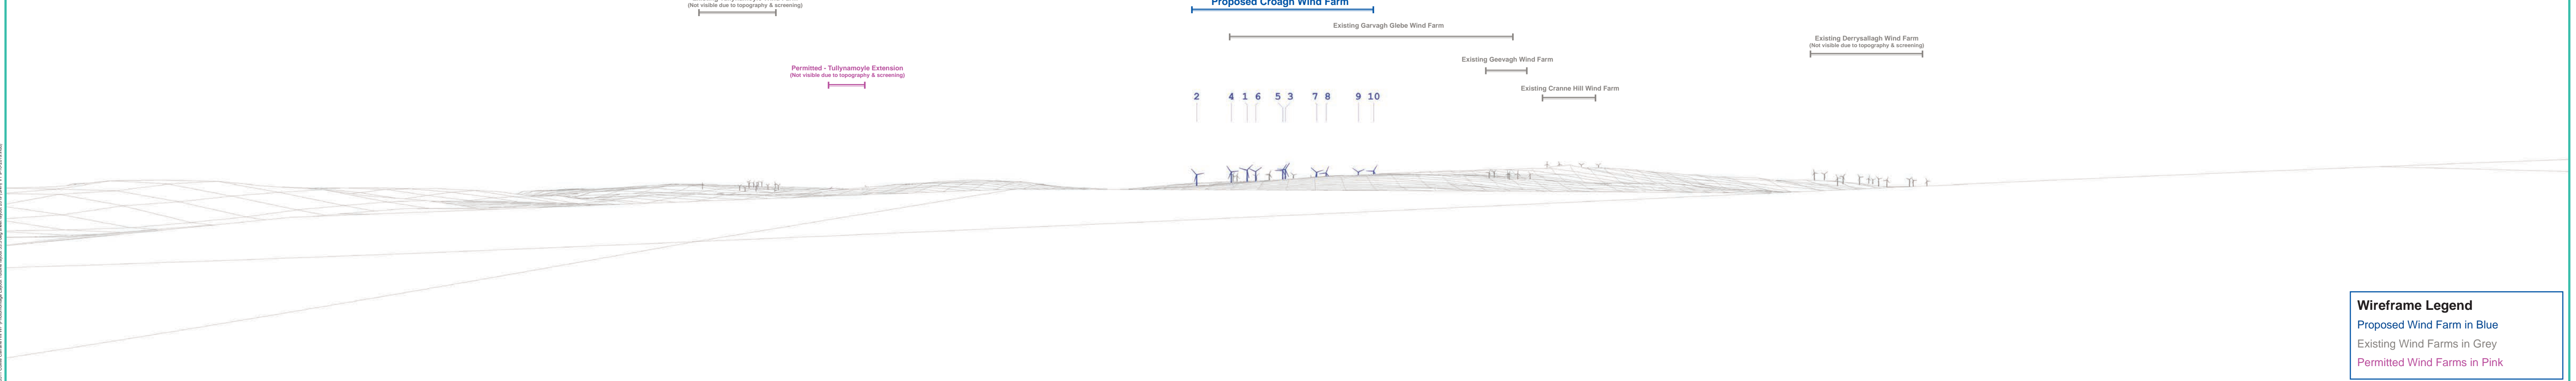 (Not visible due to topography & screening)
Proposed Croagh Wind Farm
Existing Garvagh Glebe Wind Farm
Existing Derrysallagh Wind Farm
(Not visible due to topography & screening)
Existing Geevagh Wind Farm
Permitted - Tullynamoyle Extension
(Not visible due to topography & screening)
Existing Cranne Hill Wind Farm
2 4 1 6 5 3 7 8 9 10
Wireframe Legend
Proposed Wind Farm in Blue
Existing Wind Farms in Grey
Permitted Wind Farms in Pink